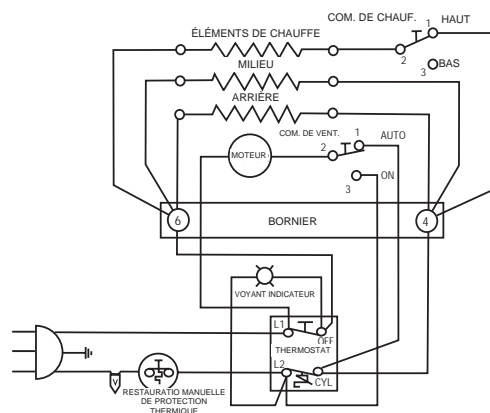 COM. DE CHAUF.
1
HAUT
ÉLÉMENTS DE CHAUFFE
2
MILIEU
3
BAS
ARRIÈRE
COM. DE VENT.
1
AUTO
2
MOTEUR
ON
3
6
BORNIER
4
VOYANT INDICATEUR
L1
OFF
THERMOSTAT
L2
CYL
RESTAURATIO MANUELLE
DE PROTECTION
THERMIQUE